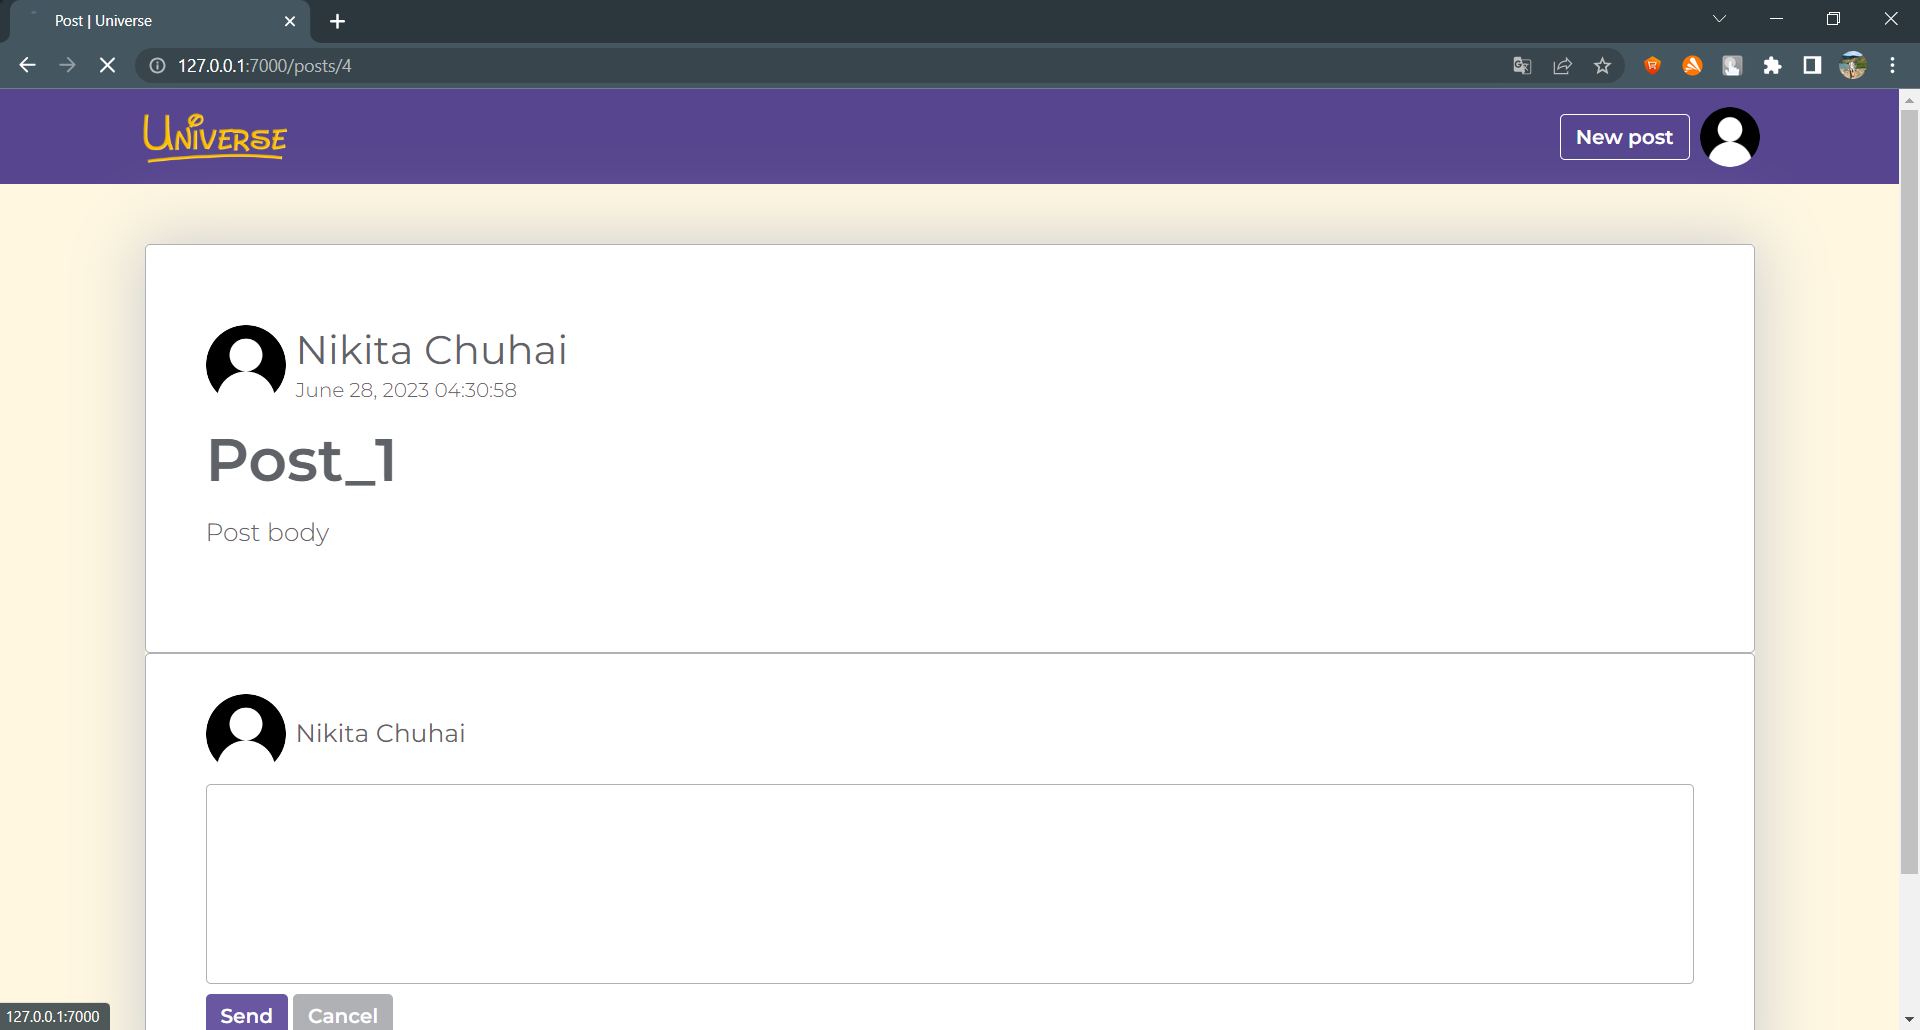 Post | Universe
127.0.0.1:7000/posts/4
UNIVERSE
New post
Nikita Chuhai
June 28, 2023 04:30:58
Post_1
Post body
Nikita Chuhai
Send Cancel
127.0.0.1:7000